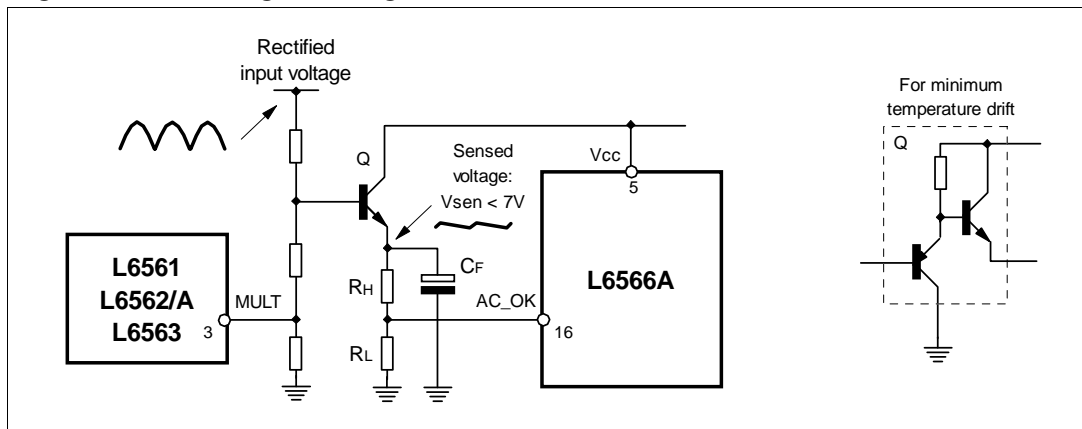 Rectified
input voltage
Q
Sensed
voltage:
Vsen < 7V
Vcc
5
L6561
L6562/A
L6563
MULT
3
RH
CF
AC_OK
16
RL
L6566A
For minimum
temperature drift
Q